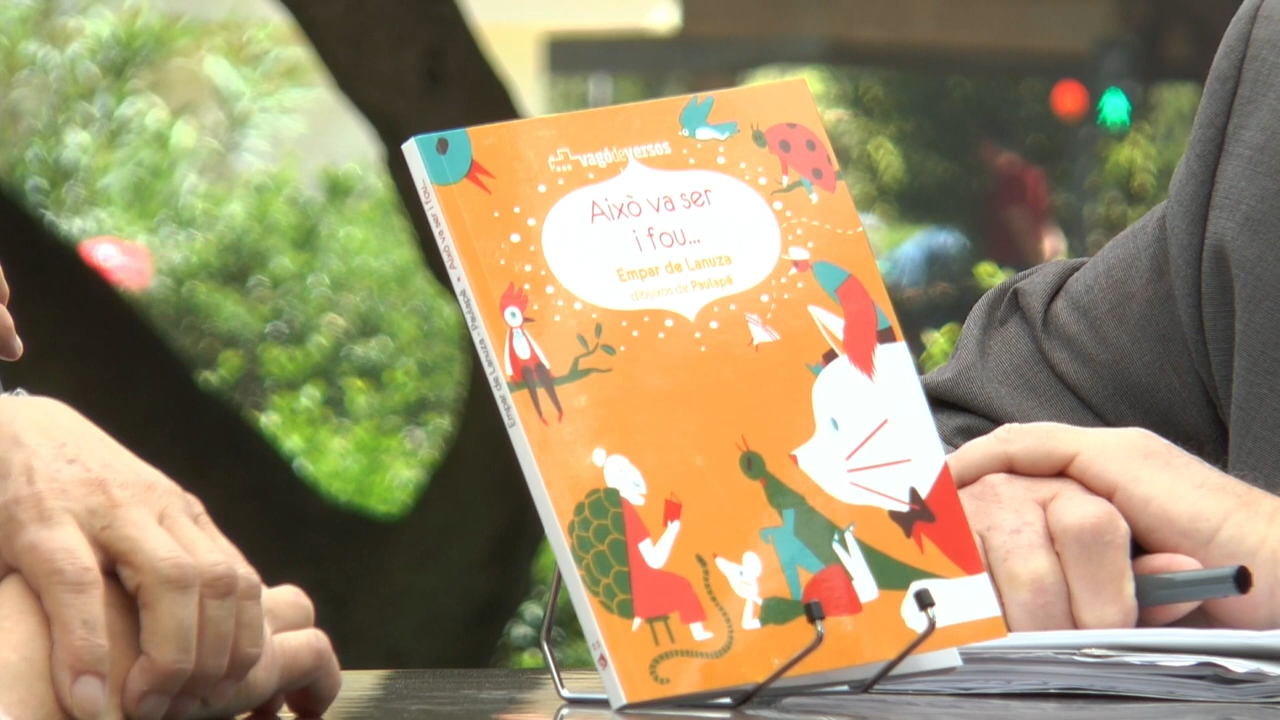 vagódeversos
Això va ser
i fou...
Empar de Lanuza
dibuixos de Paulapé
Empar de Lanuza - Paulapé • Això va ser i fou...